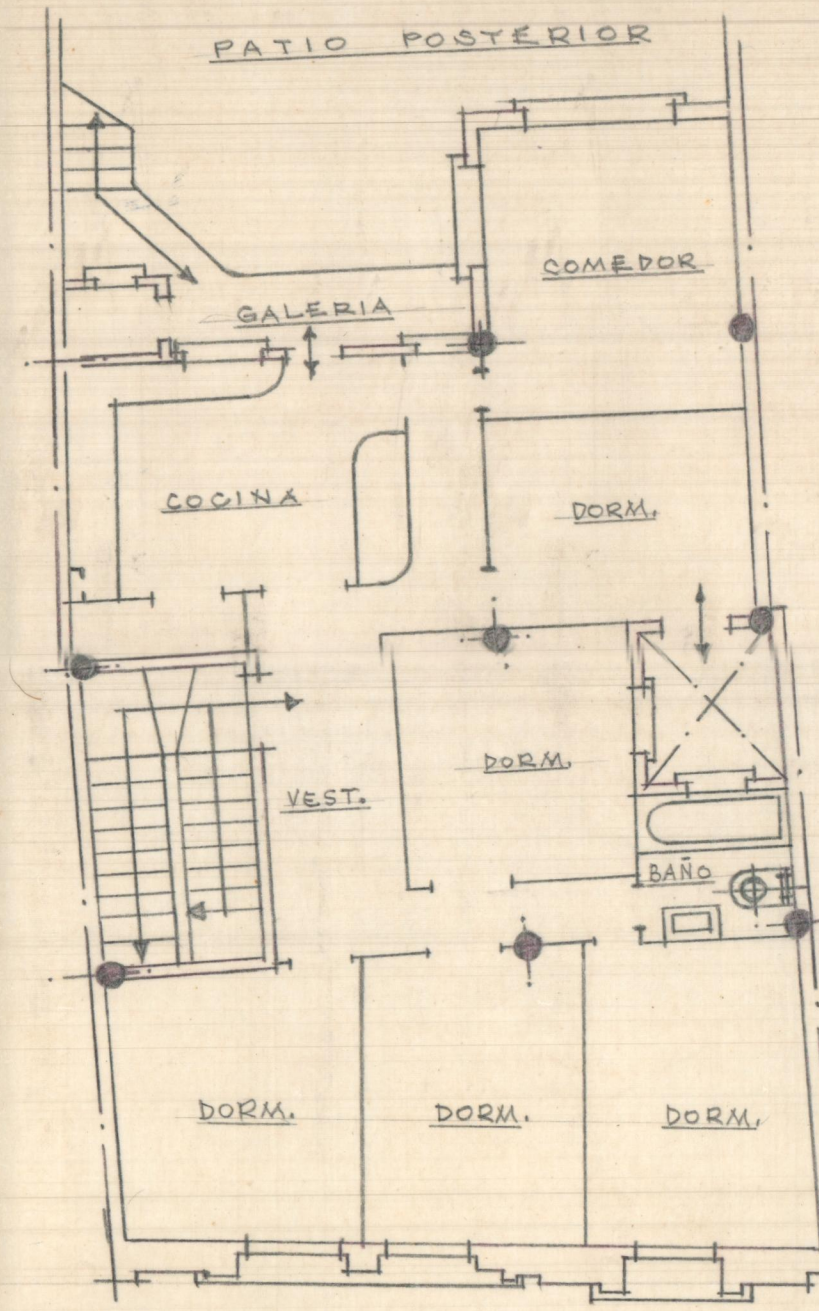 PATIO POSTERIOR
COMEDOR
GALERIA
COCINA
DORM.
DORM.
VEST.
BAÑO
DORM.
DORM.
DORM.